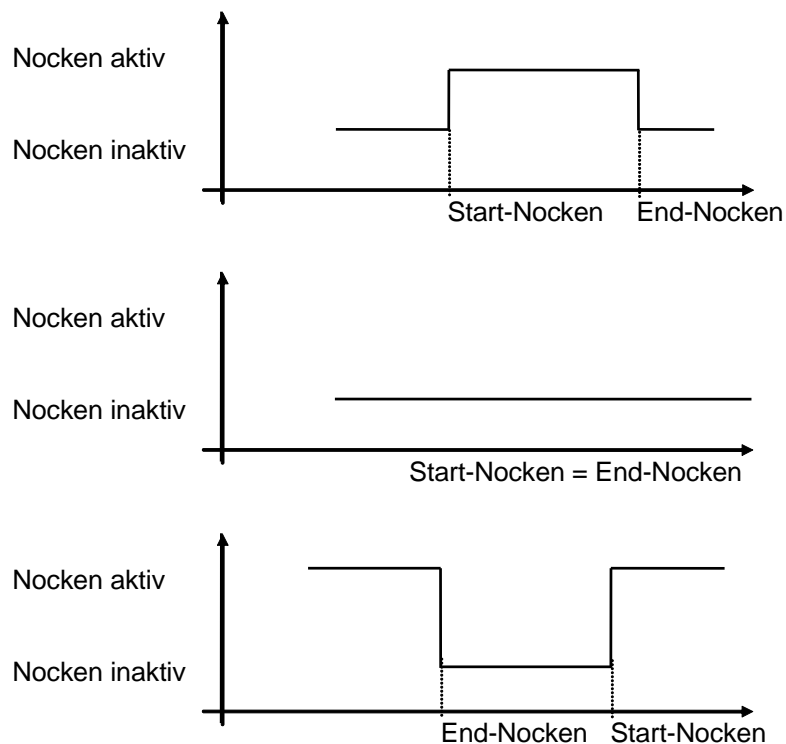 Nocken aktiv
Nocken inaktiv
Start-Nocken End-Nocken
Nocken aktiv
Nocken inaktiv
Start-Nocken = End-Nocken
Nocken aktiv
Nocken inaktiv
End-Nocken Start-Nocken